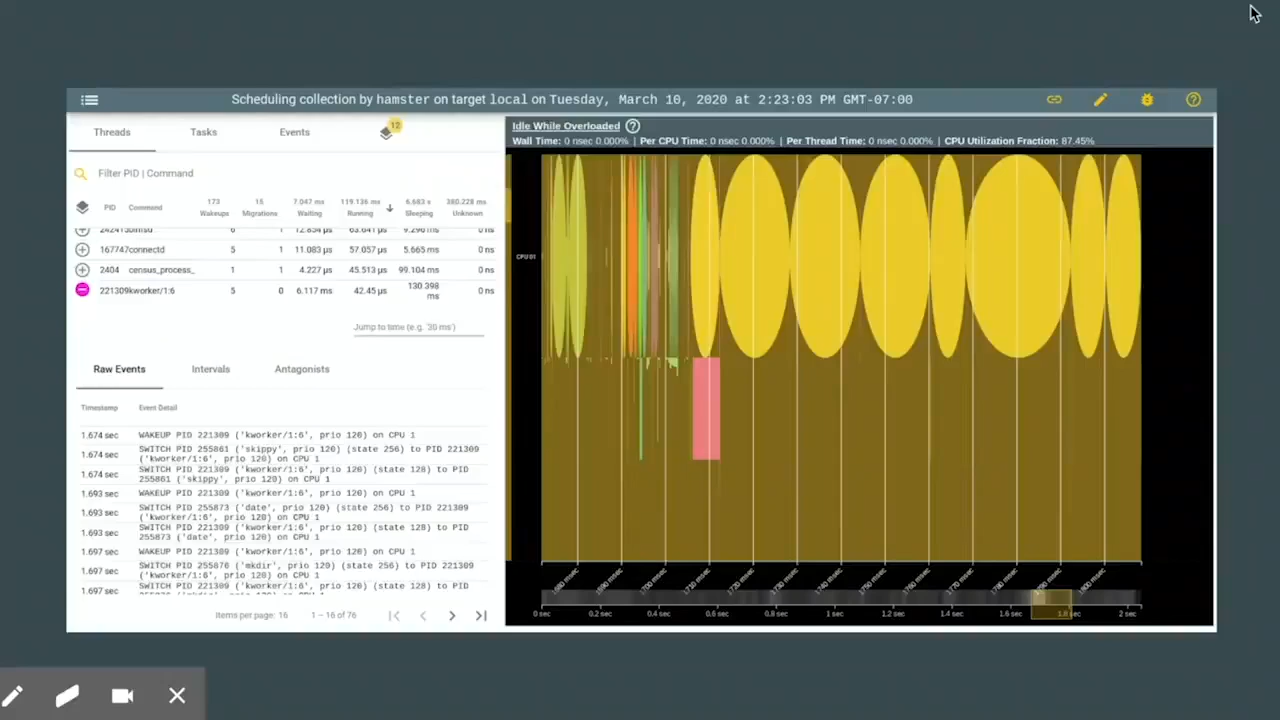 Scheduling collection by hamster on target local on Tuesday, March 10, 2020 at 2:23:03 PM GMT-07:00
Threads Tasks Events 12
Idle While Overloaded
Wall Time: 0 nsec 0.000% | Per CPU Time: 0 nsec 0.000% | Per Thread Time: 0 nsec 0.000% | CPU Utilization Fraction: 87.45%
Filter PID | Command
PID Command 173 Wakeups 15 Migrations 7.047 ms Waiting 119.136 ms Running 6.683 s Sleeping 380.228 ms Unknown
167747connectd 5 1 11.083 µs 57.057 µs 5.665 ms 0 ns
2404 census_process_ 1 1 4.227 µs 45.513 µs 99.104 ms 0 ns
221309kworker/1:6 5 0 6.117 ms 42.45 µs 130.398 ms 0 ns
CPU 01
Jump to time (e.g. '30 ms')
Raw Events Intervals Antagonists
Timestamp Event Detail
1.674 sec WAKEUP PID 221309 ('kworker/1:6', prio 120) on CPU 1
1.674 sec SWITCH PID 255861 ('skippy', prio 120) (state 256) to PID 221309
('kworker/1:6', prio 120) on CPU 1
1.674 sec SWITCH PID 221309 ('kworker/1:6', prio 120) (state 128) to PID
255861 ('skippy', prio 120) on CPU 1
1.693 sec WAKEUP PID 221309 ('kworker/1:6', prio 120) on CPU 1
1.693 sec SWITCH PID 255873 ('date', prio 120) (state 256) to PID 221309
('kworker/1:6', prio 120) on CPU 1
1.693 sec SWITCH PID 221309 ('kworker/1:6', prio 120) (state 128) to PID
255873 ('date', prio 120) on CPU 1
1.697 sec WAKEUP PID 221309 ('kworker/1:6', prio 120) on CPU 1
1.697 sec SWITCH PID 255876 ('mkdir', prio 120) (state 256) to PID 221309
('kworker/1:6', prio 120) on CPU 1
1.697 sec SWITCH PID 221309 ('kworker/1:6', prio 120) (state 128) to PID
Items per page: 16 1 – 16 of 76
0 sec 0.2 sec 0.4 sec 0.6 sec 0.8 sec 1 sec 1.2 sec 1.4 sec 1.6 sec 1.8 sec 2 sec